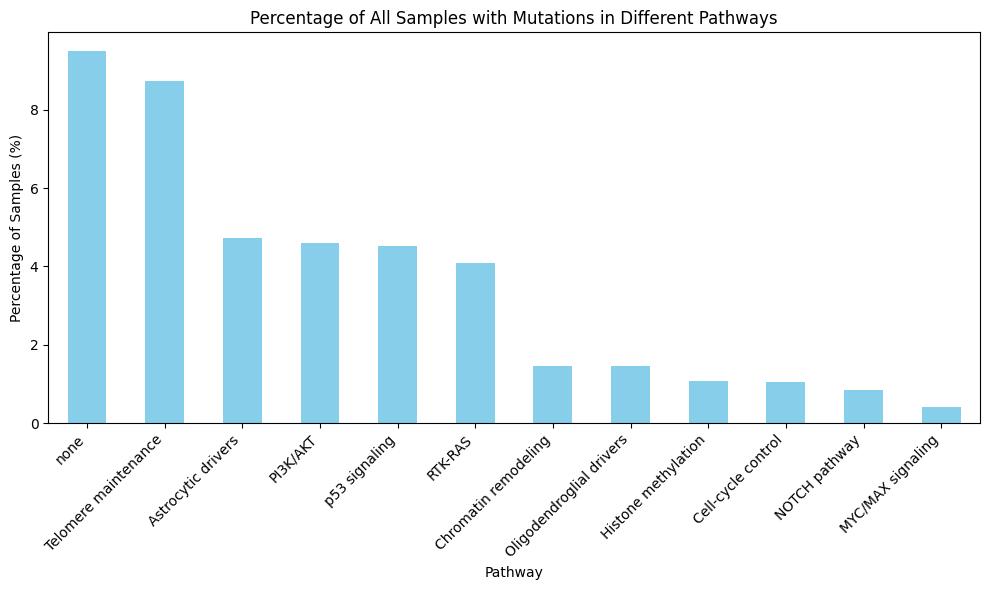 Percentage of All Samples with Mutations in Different Pathways
Percentage of Samples (%)
8
6
4
2
0
none
Telomere maintenance
Astrocytic drivers
PI3K/AKT
p53 signaling
RTK-RAS
Chromatin remodeling
Oligodendroglial drivers
Histone methylation
Cell-cycle control
NOTCH pathway
MYC/MAX signaling
Pathway